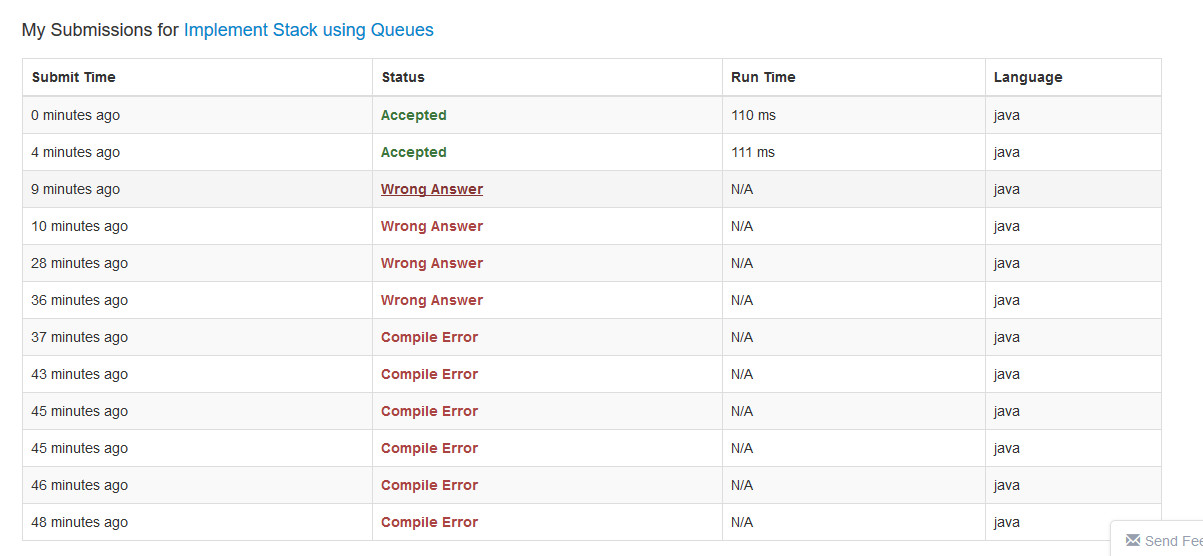 My Submissions for Implement Stack using Queues
Submit Time Status Run Time Language
0 minutes ago Accepted 110 ms java
4 minutes ago Accepted 111 ms java
9 minutes ago Wrong Answer N/A java
10 minutes ago Wrong Answer N/A java
28 minutes ago Wrong Answer N/A java
36 minutes ago Wrong Answer N/A java
37 minutes ago Compile Error N/A java
43 minutes ago Compile Error N/A java
45 minutes ago Compile Error N/A java
45 minutes ago Compile Error N/A java
46 minutes ago Compile Error N/A java
48 minutes ago Compile Error N/A java
Send